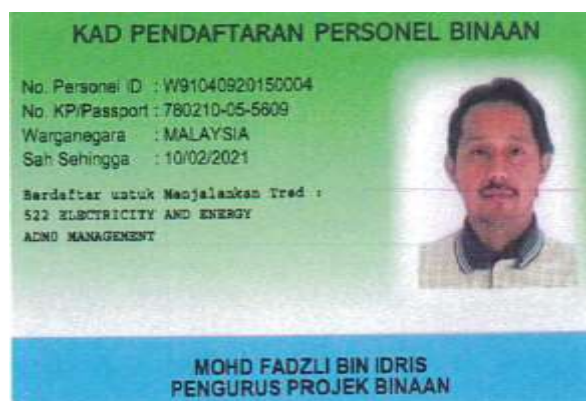 KAD PENDAFTARAN PERSONEL BINAAN
No. Personel ID : W91040920150004
No. KP/Passport : 780210-05-5609
Warganegara : MALAYSIA
Sah Sehingga : 10/02/2021
Berdaftar untuk Menjalankan Tred :
522 ELECTRICITY AND ENERGY
ADMO MANAGEMENT
MOHD FADZLI BIN IDRIS
PENGURUS PROJEK BINAAN